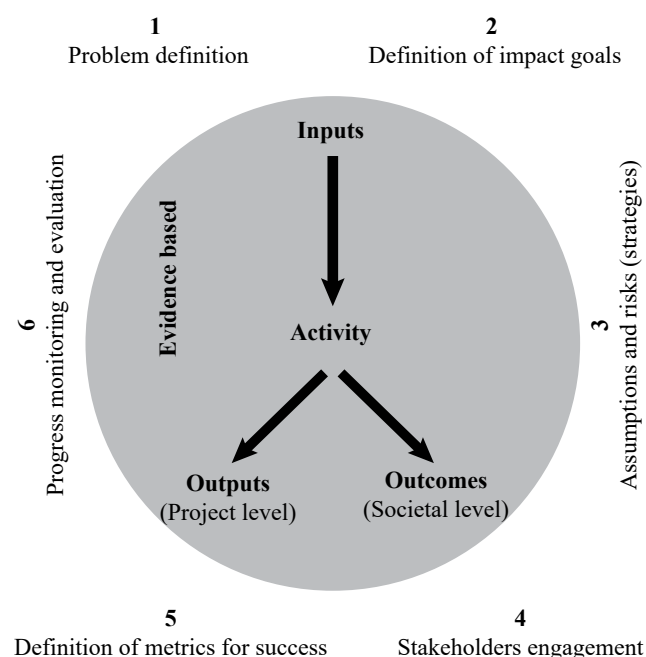 1
Problem definition
2
Definition of impact goals
Inputs
Evidence based
Activity
Outputs
(Project level)
Outcomes
(Societal level)
3
Assumptions and risks (strategies)
4
Stakeholders engagement
5
Definition of metrics for success
6
Progress monitoring and evaluation